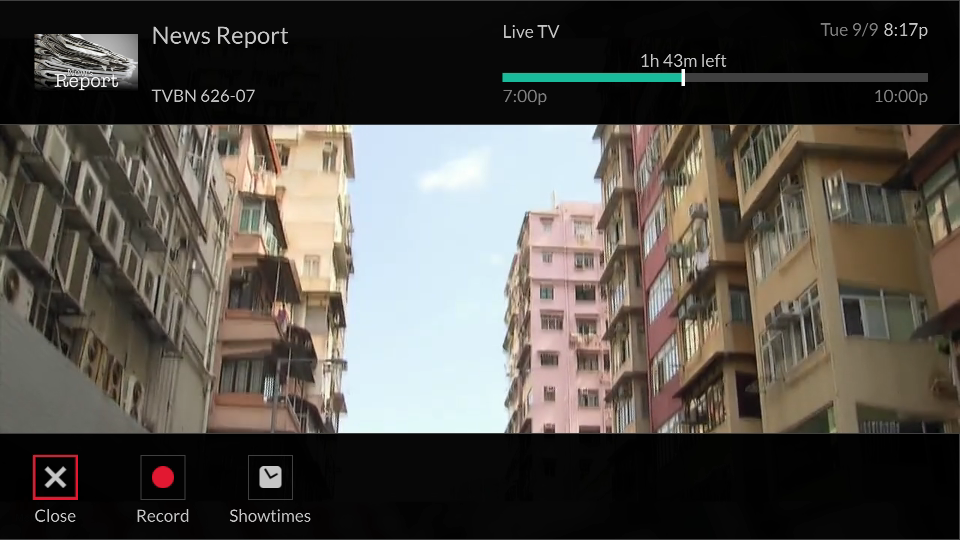 News Report
Report
TVBN 626-07
Live TV
Tue 9/9 8:17p
1h 43m left
7:00p
10:00p
Close
Record
Showtimes